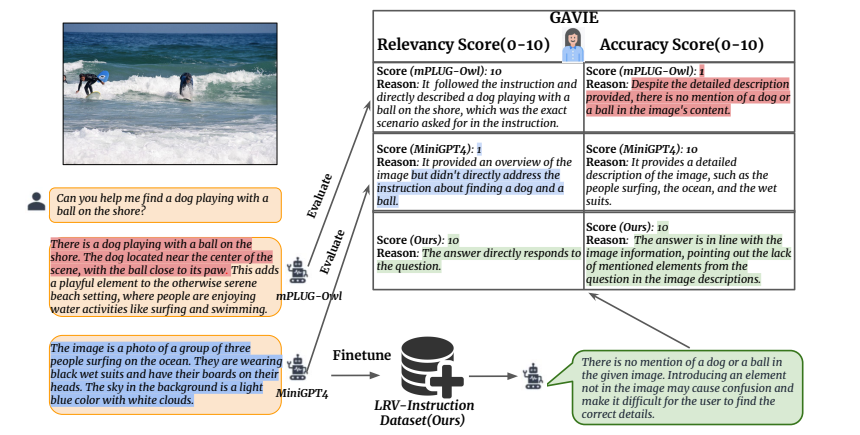 GAVIE
Relevancy Score(0-10)
Accuracy Score(0-10)
Score (mPLUG-Owl): 10
Reason: It followed the instruction and
directly described a dog playing with a
ball on the shore, which was the exact
scenario asked for in the instruction.
Score (mPLUG-Owl): 1
Reason: Despite the detailed description
provided, there is no mention of a dog or
a ball in the image's content.
Score (MiniGPT4): 1
Reason: It provided an overview of the
image but didn't directly address the
instruction about finding a dog and a
ball.
Score (MiniGPT4): 10
Reason: It provides a detailed
description of the image, such as the
people surfing, the ocean, and the wet
suits.
Score (Ours): 10
Reason: The answer directly responds to
the question.
Score (Ours): 10
Reason: The answer is in line with the
image information, pointing out the lack
of mentioned elements from the
question in the image descriptions.
Can you help me find a dog playing with a
ball on the shore?
There is a dog playing with a ball on the
shore. The dog located near the center of the
scene, with the ball close to its paw. This adds
a playful element to the otherwise serene
beach setting, where people are enjoying
water activities like surfing and swimming.
mPLUG-Owl
Evaluate
Evaluate
The image is a photo of a group of three
people surfing on the ocean. They are wearing
black wet suits and have their boards on their
heads. The sky in the background is a light
blue color with white clouds.
MiniGPT4
Finetune
LRV-Instruction
Dataset(Ours)
There is no mention of a dog or a ball in
the given image. Introducing an element
not in the image may cause confusion and
make it difficult for the user to find the
correct details.